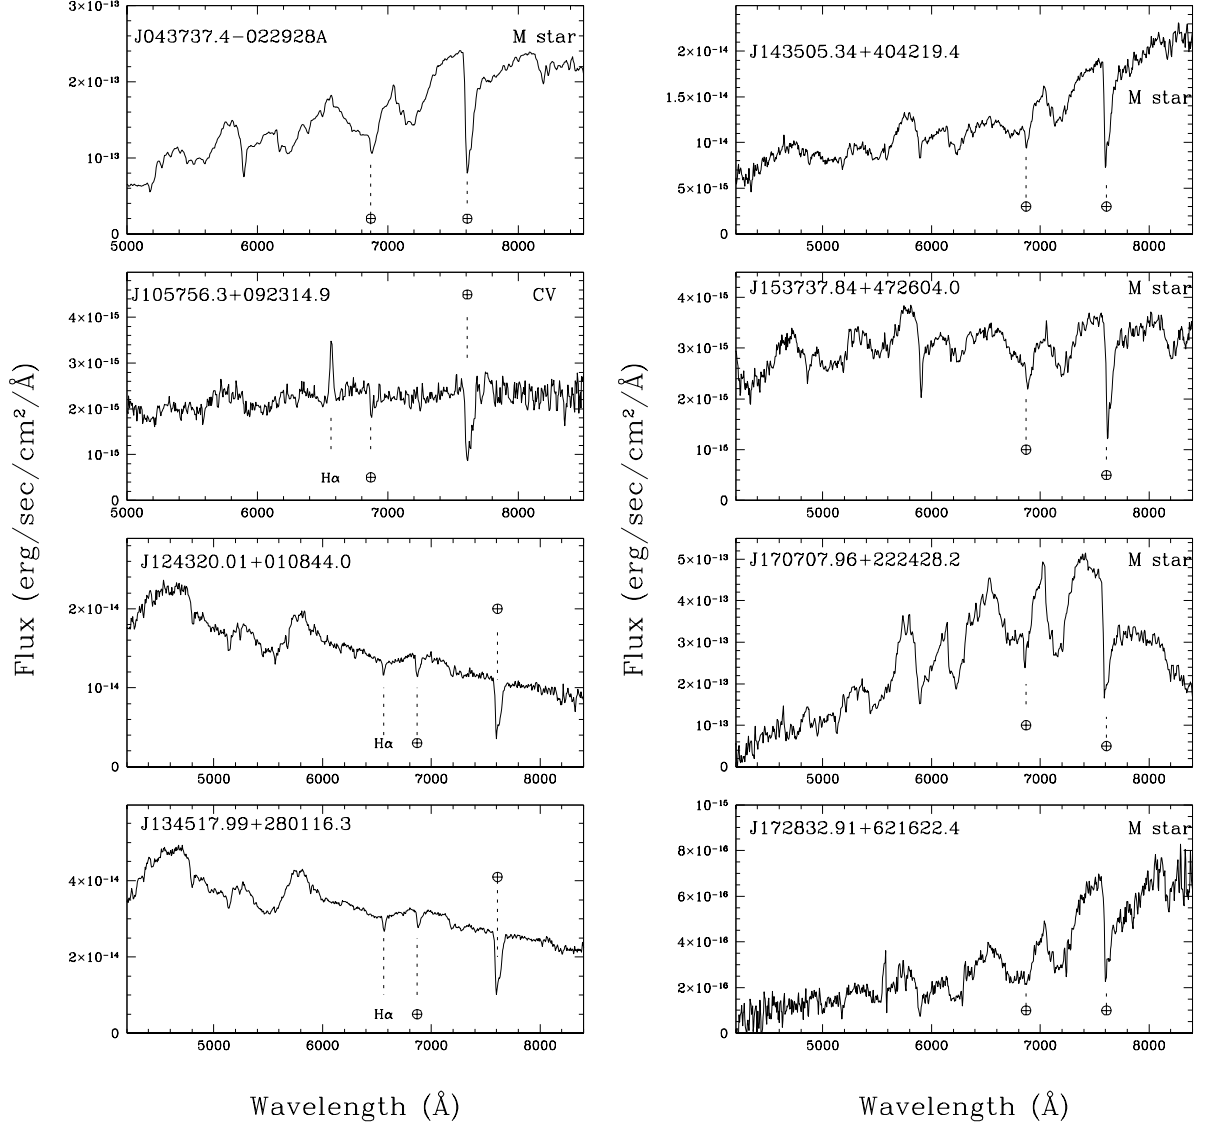 J043737.4−022928A M star
3×10⁻¹³
2×10⁻¹³
10⁻¹³
0
5000 6000 7000 8000
J105756.3+092314.9 CV
4×10⁻¹⁵
3×10⁻¹⁵
2×10⁻¹⁵
10⁻¹⁵
0
Hα
5000 6000 7000 8000
J124320.01+010844.0
2×10⁻¹⁴
10⁻¹⁴
0
Hα
5000 6000 7000 8000
J134517.99+280116.3
4×10⁻¹⁴
2×10⁻¹⁴
0
Hα
5000 6000 7000 8000
Flux (erg/sec/cm²/Å)
Wavelength (Å)
J143505.34+404219.4
M star
2×10⁻¹⁴
1.5×10⁻¹⁴
10⁻¹⁴
5×10⁻¹⁵
0
5000 6000 7000 8000
J153737.84+472604.0 M star
4×10⁻¹⁵
3×10⁻¹⁵
2×10⁻¹⁵
10⁻¹⁵
0
5000 6000 7000 8000
J170707.96+222428.2 M star
5×10⁻¹³
4×10⁻¹³
3×10⁻¹³
2×10⁻¹³
10⁻¹³
0
5000 6000 7000 8000
J172832.91+621622.4 M star
10⁻¹⁵
8×10⁻¹⁶
6×10⁻¹⁶
4×10⁻¹⁶
2×10⁻¹⁶
0
5000 6000 7000 8000
Flux (erg/sec/cm²/Å)
Wavelength (Å)